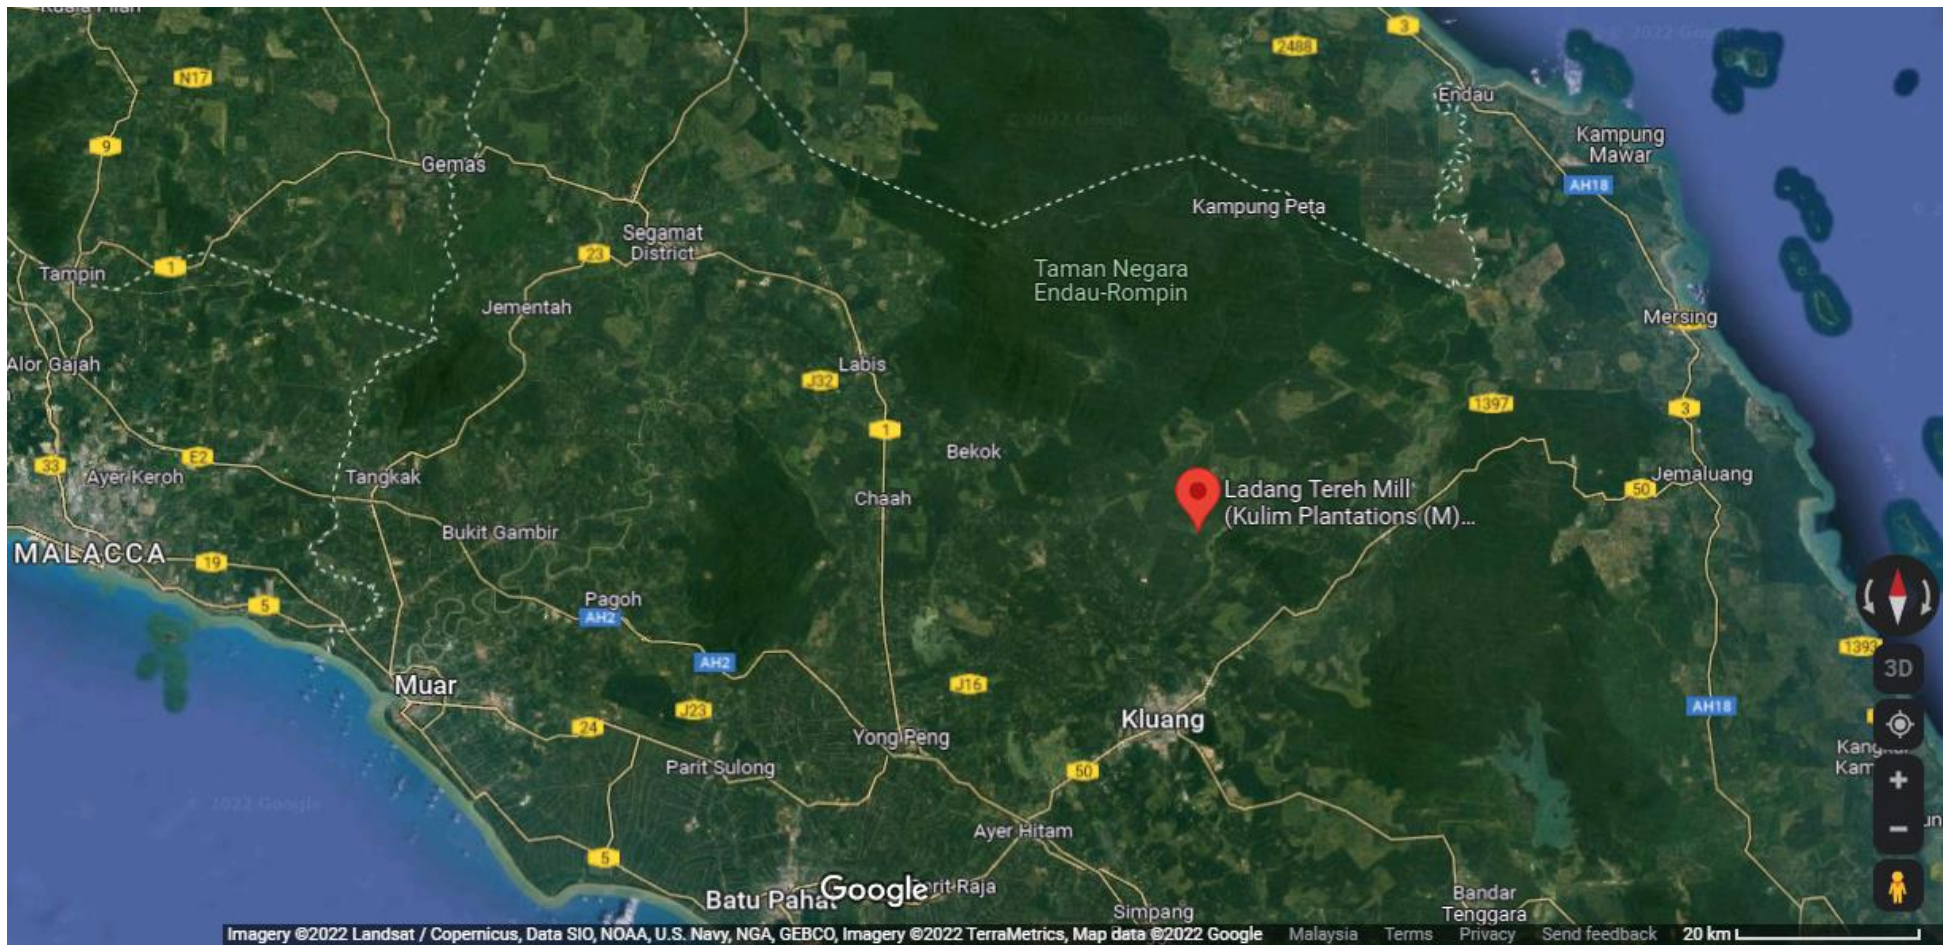 Kuala Pilah
3
2488
N17
Endau
9
Kampung
Mawar
Gemas
AH18
Kampung Peta
Segamat
District
23
1
Tampin
Taman Negara
Endau-Rompin
Jementah
Mersing
Alor Gajah
Labis
J32
1397
3
1
Bekok
E2
33
Ayer Keroh
Tangkak
Jemaluang
50
Chaah
Ladang Tereh Mill
(Kulim Plantations (M)...
Bukit Gambir
MALACCA
19
5
Pagoh
AH2
1393
AH2
3D
Muar
J16
J23
AH18
Kluang
24
Yong Peng
Parit Sulong
50
Ayer Hitam
5
Google
Parit Raja
Batu Pahat
Bandar
Tenggara
Simpang
Imagery ©2022 Landsat / Copernicus, Data SIO, NOAA, U.S. Navy, NGA, GEBCO, Imagery ©2022 TerraMetrics, Map data ©2022 Google Malaysia Terms Privacy Send feedback 20 km